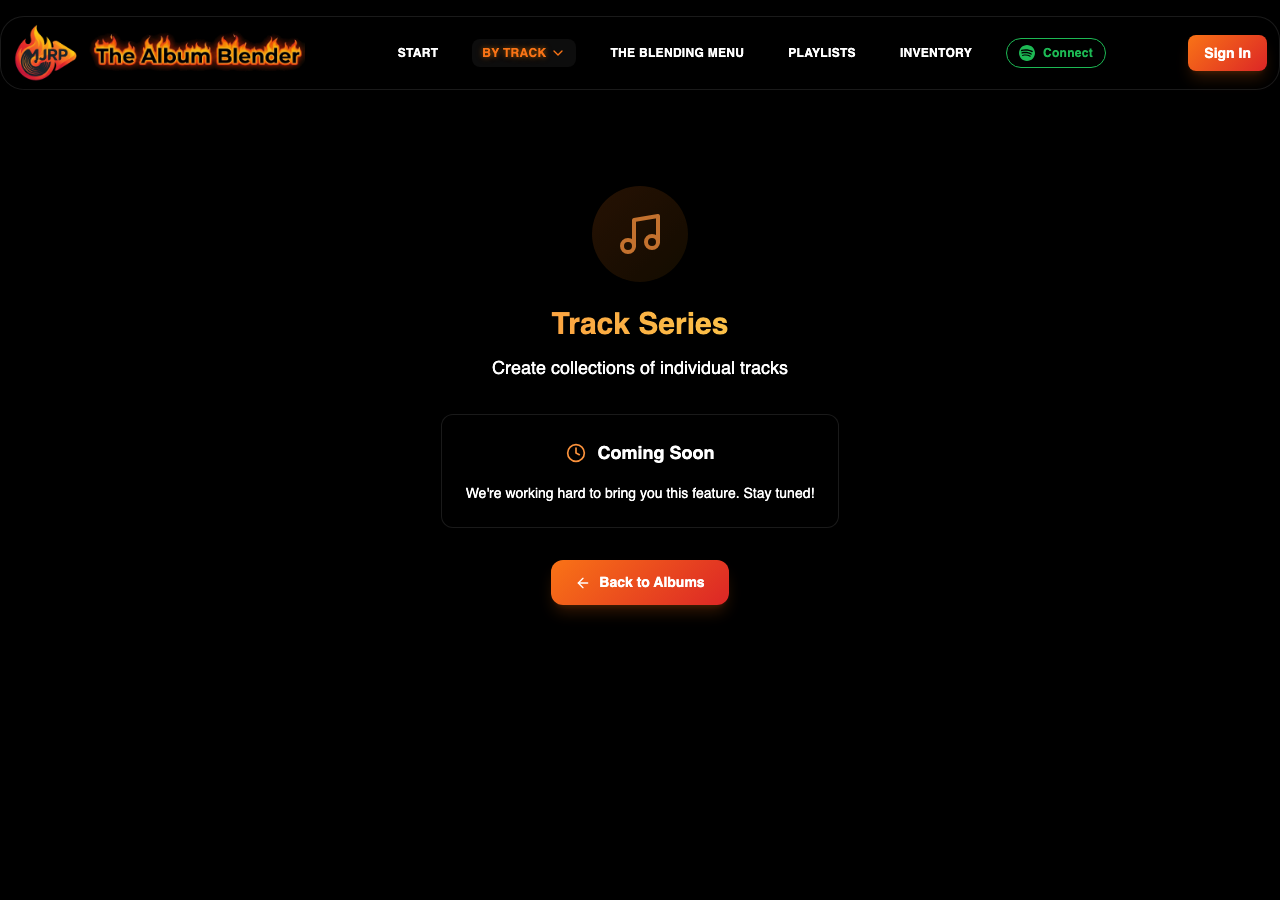 JRP
The Album Blender
START
BY TRACK
THE BLENDING MENU
PLAYLISTS
INVENTORY
Connect
Sign In
Track Series
Create collections of individual tracks
Coming Soon
We're working hard to bring you this feature. Stay tuned!
Back to Albums